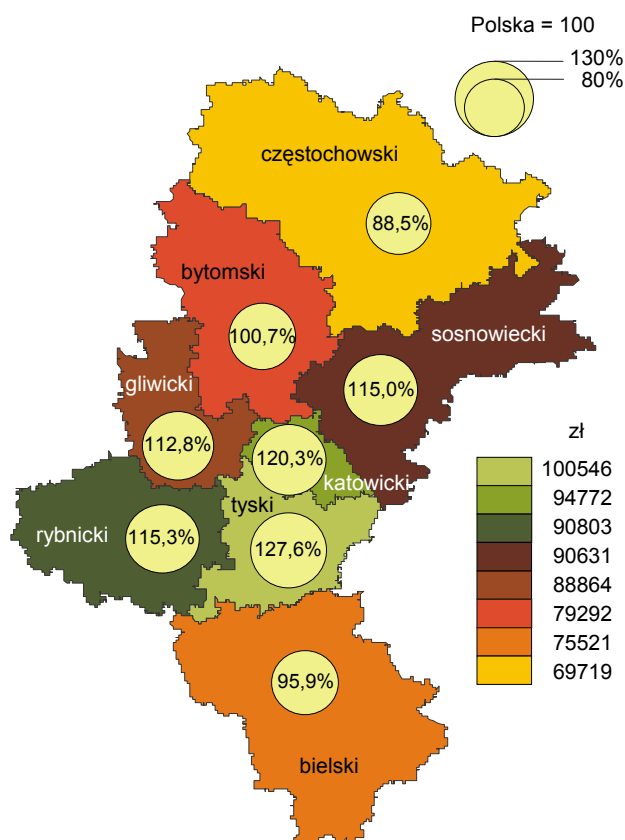 Polska = 100
130%
80%
częstochowski
88,5%
bytomski
100,7%
sosnowiecki
115,0%
gliwicki
112,8%
120,3%
katowicki
tyski
127,6%
rybnicki
115,3%
95,9%
bielski
zł
100546
94772
90803
90631
88864
79292
75521
69719